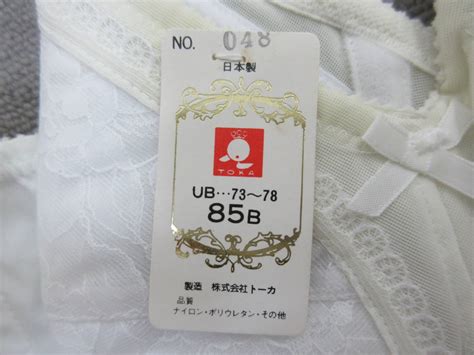 NO. 048
日本製
TOKA
UB…73〜78
85B
製造 株式会社トーカ
品質
ナイロン・ポリウレタン・その他